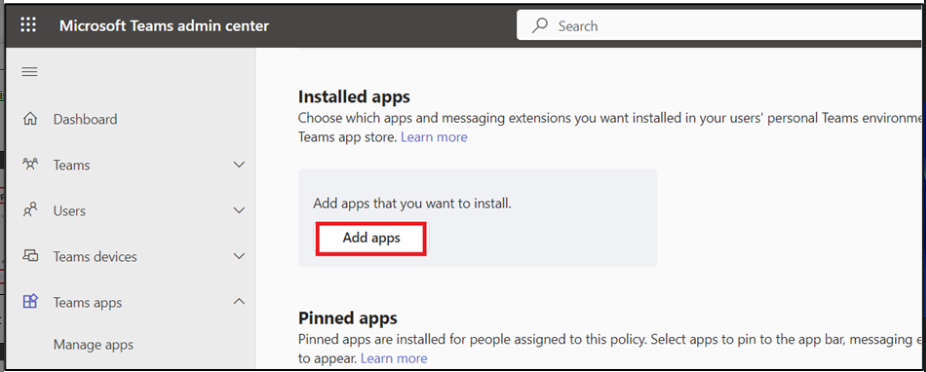 Microsoft Teams admin center
Search
Dashboard
Teams
Users
Teams devices
Teams apps
Manage apps
Installed apps
Choose which apps and messaging extensions you want installed in your users' personal Teams environme
Teams app store. Learn more
Add apps that you want to install.
Add apps
Pinned apps
Pinned apps are installed for people assigned to this policy. Select apps to pin to the app bar, messaging e
to appear. Learn more